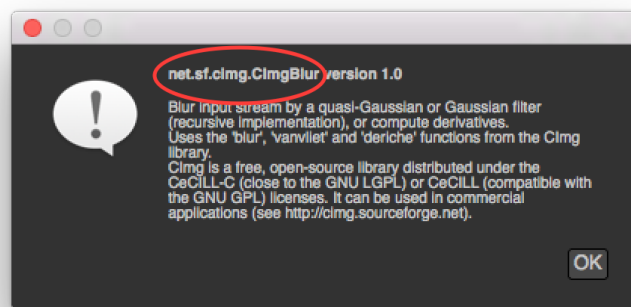 net.sf.cimg.CImgBlur version 1.0
Blur input stream by a quasi-Gaussian or Gaussian filter
(recursive implementation), or compute derivatives.
Uses the 'blur', 'vanvliet' and 'deriche' functions from the CImg
library.
CImg is a free, open-source library distributed under the
CeCILL-C (close to the GNU LGPL) or CeCILL (compatible with
the GNU GPL) licenses. It can be used in commercial
applications (see http://cimg.sourceforge.net).
OK